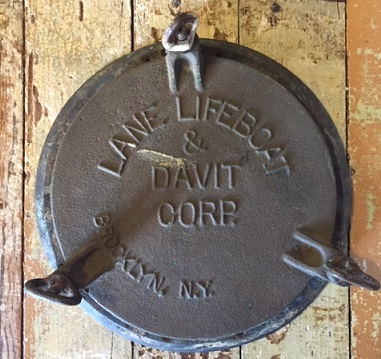 LANE LIFEBOAT
&
DAVIT
CORP.
BROOKLYN, N.Y.